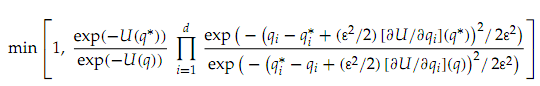 min [ 1, exp(−U(q*)) / exp(−U(q)) ∏_{i=1}^{d} exp ( − (q_i − q_i^* + (ε²/2) [∂U/∂q_i](q*))² / 2ε² ) / exp ( − (q_i^* − q_i + (ε²/2) [∂U/∂q_i](q))² / 2ε² ) ]